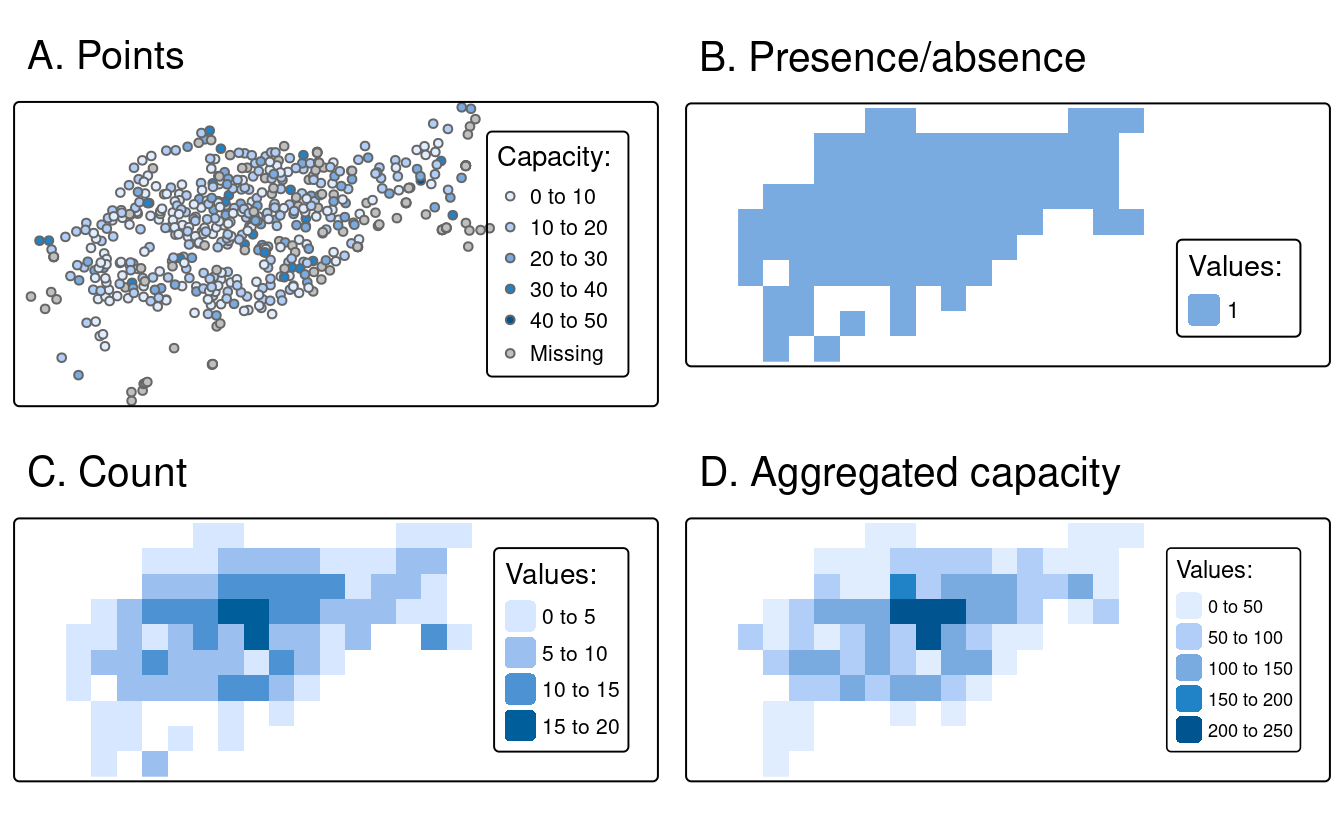 A. Points
Capacity:
0 to 10
10 to 20
20 to 30
30 to 40
40 to 50
Missing
B. Presence/absence
Values:
1
C. Count
Values:
0 to 5
5 to 10
10 to 15
15 to 20
D. Aggregated capacity
Values:
0 to 50
50 to 100
100 to 150
150 to 200
200 to 250